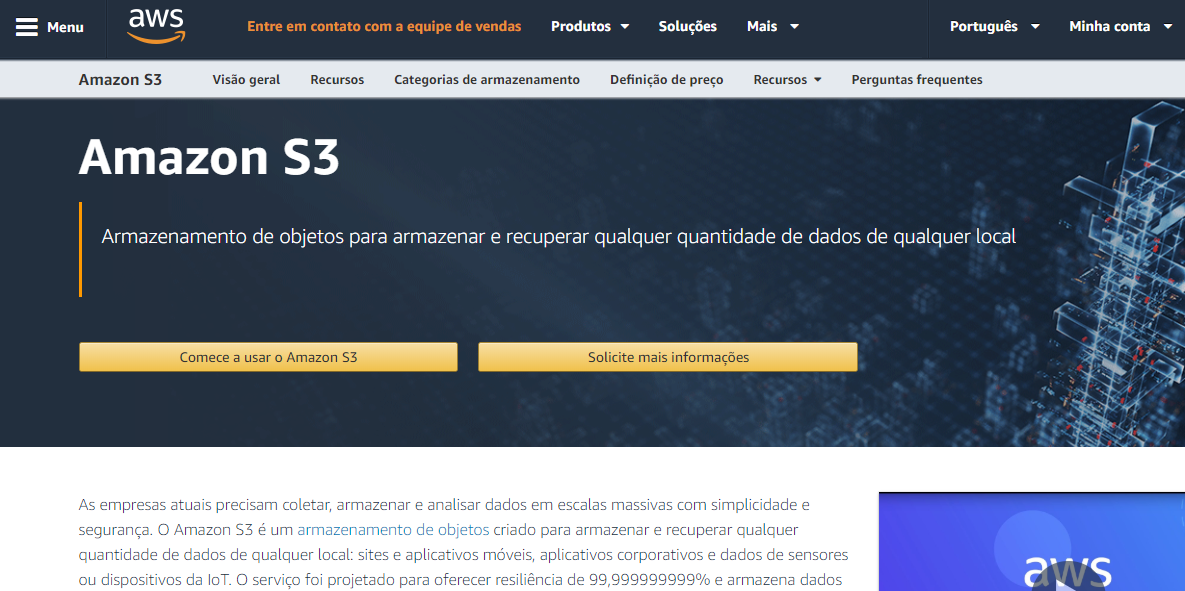 Menu
aws
Entre em contato com a equipe de vendas
Produtos
Soluções
Mais
Português
Minha conta
Amazon S3
Visão geral
Recursos
Categorias de armazenamento
Definição de preço
Recursos
Perguntas frequentes
Amazon S3
Armazenamento de objetos para armazenar e recuperar qualquer quantidade de dados de qualquer local
Comece a usar o Amazon S3
Solicite mais informações
As empresas atuais precisam coletar, armazenar e analisar dados em escalas massivas com simplicidade e
segurança. O Amazon S3 é um armazenamento de objetos criado para armazenar e recuperar qualquer
quantidade de dados de qualquer local: sites e aplicativos móveis, aplicativos corporativos e dados de sensores
ou dispositivos da IoT. O serviço foi projetado para oferecer resiliência de 99,999999999% e armazena dados
aws